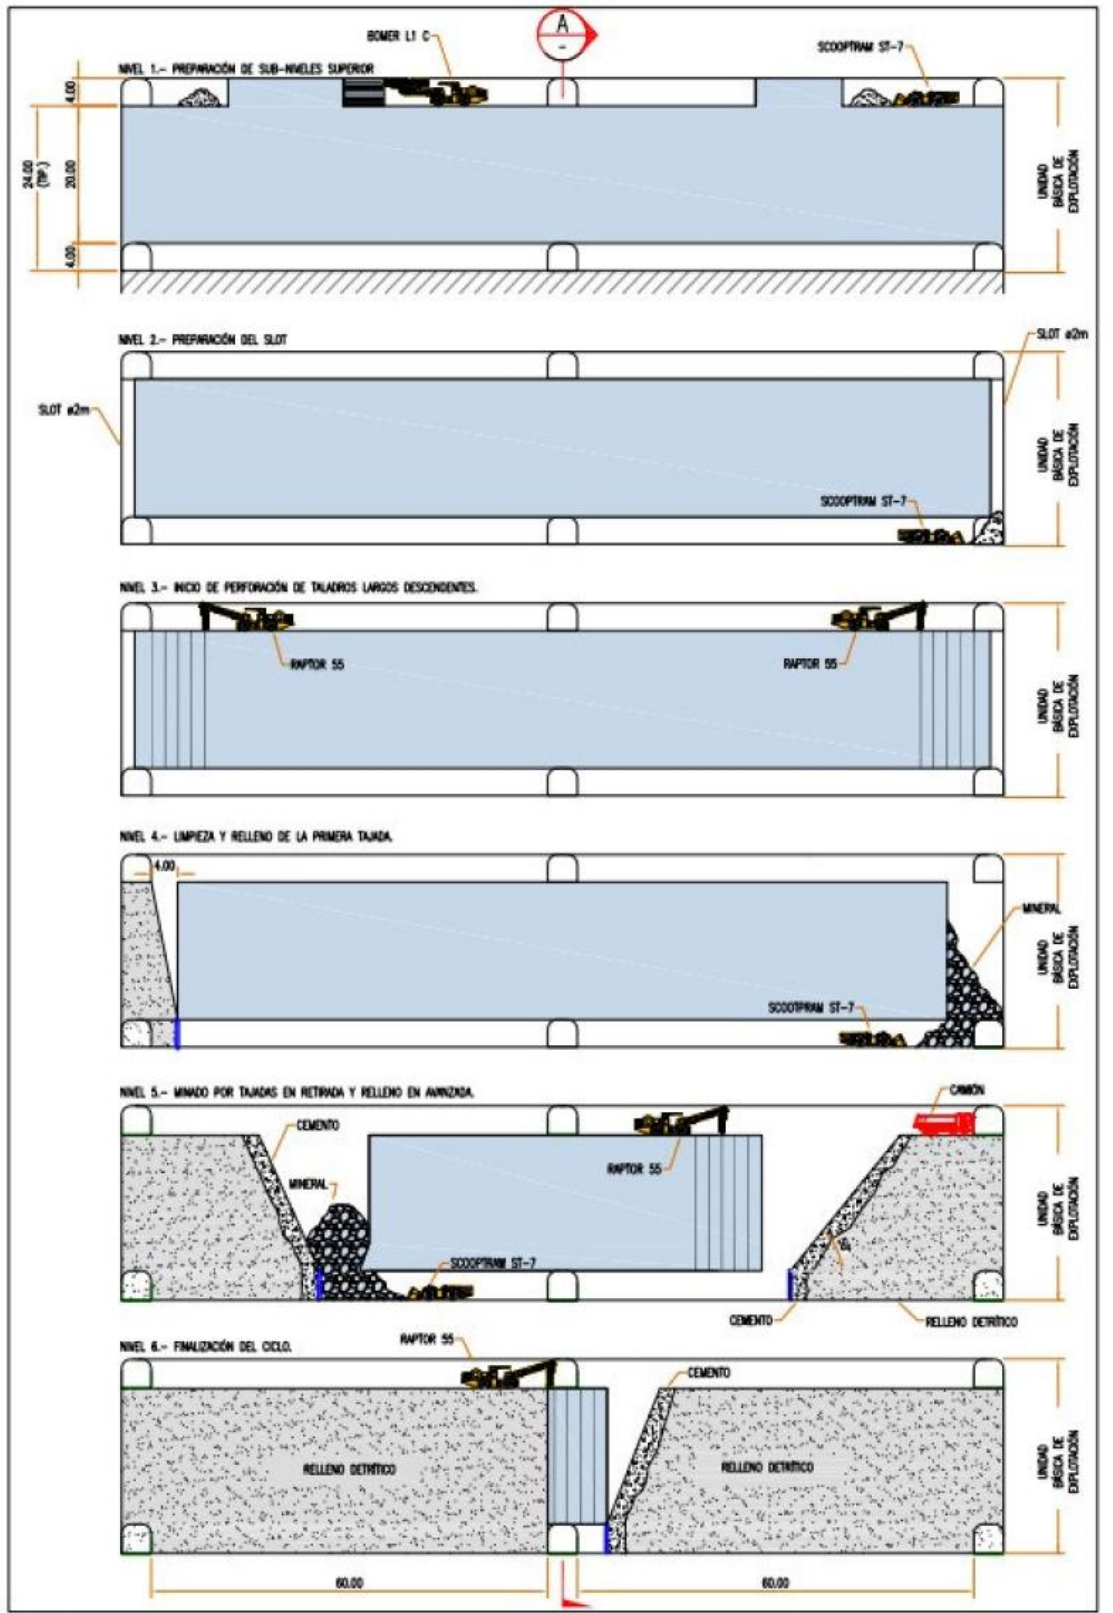 A
-
BOMER L1 C
SCOOPTRAM ST-7
NIVEL 1.- PREPARACIÓN DE SUB-NIVELES SUPERIOR
4.00
24.00
(TIP.)
20.00
4.00
UNIDAD
BÁSICA DE
EXPLOTACIÓN
NIVEL 2.- PREPARACIÓN DEL SLOT
SLOT ø2m
SLOT ø2m
SCOOPTRAM ST-7
UNIDAD
BÁSICA DE
EXPLOTACIÓN
NIVEL 3.- INICIO DE PERFORACIÓN DE TALADROS LARGOS DESCENDENTES.
RAPTOR 55
RAPTOR 55
UNIDAD
BÁSICA DE
EXPLOTACIÓN
NIVEL 4.- LIMPIEZA Y RELLENO DE LA PRIMERA TAJADA.
4.00
MINERAL
SCOOTPRAM ST-7
UNIDAD
BÁSICA DE
EXPLOTACIÓN
NIVEL 5.- MINADO POR TAJADAS EN RETIRADA Y RELLENO EN AVANZADA.
CAMIÓN
CEMENTO
RAPTOR 55
MINERAL
SCOOPTRAM ST-7
UNIDAD
BÁSICA DE
EXPLOTACIÓN
CEMENTO
RELLENO DETRÍTICO
NIVEL 6.- FINALIZACIÓN DEL CICLO.
RAPTOR 55
CEMENTO
RELLENO DETRÍTICO
RELLENO DETRÍTICO
UNIDAD
BÁSICA DE
EXPLOTACIÓN
60.00
60.00